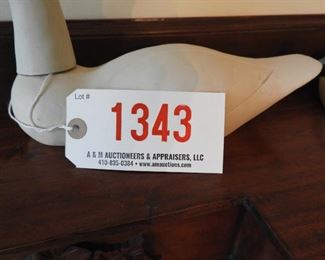 Lot #
1343
A & M AUCTIONEERS & APPRAISERS, LLC
410-835-0384 • www.amauctions.com